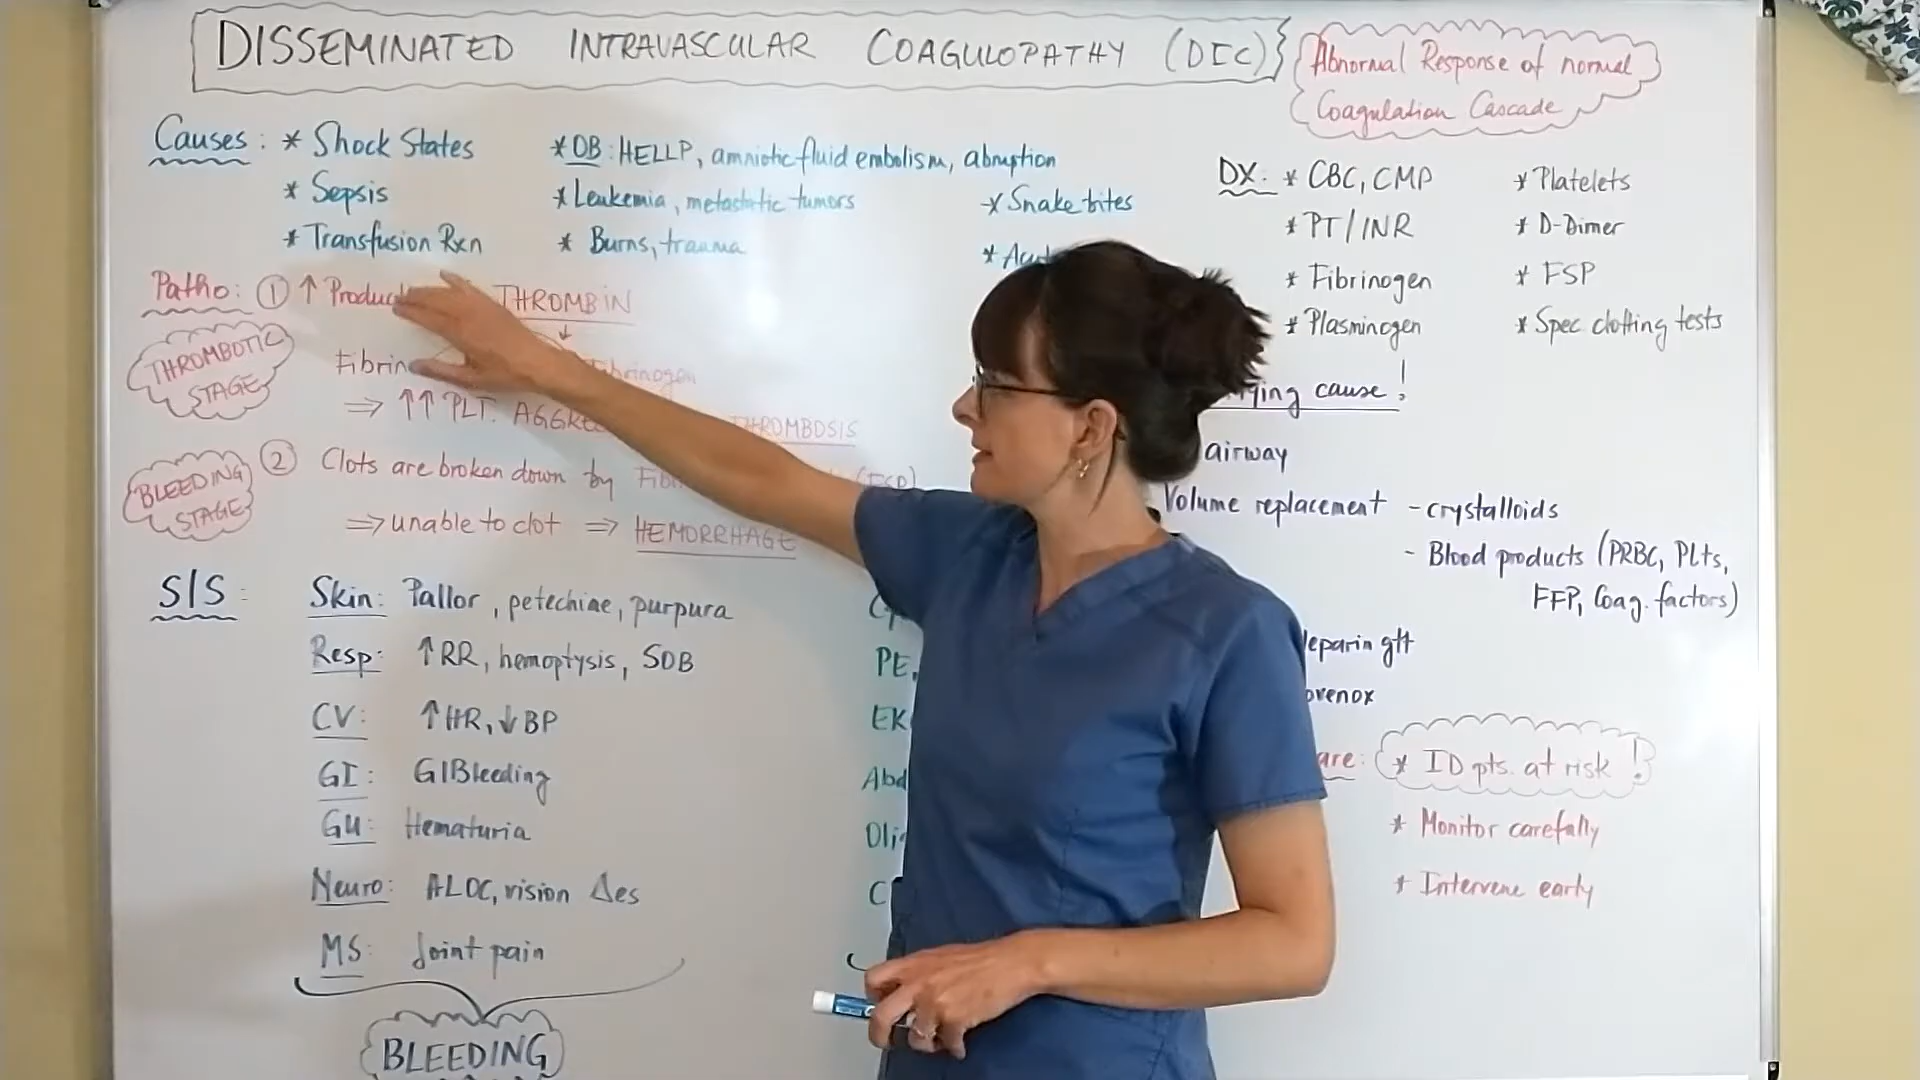 DISSEMINATED INTRAVASCULAR COAGULOPATHY (DIC)
Abnormal Response of normal
Coagulation Cascade
Causes: * Shock States
* Sepsis
* Transfusion Rxn
* OB: HELLP, amniotic fluid embolism, abruption
* Leukemia, metastatic tumors
* Burns, trauma
* Snake bites
*
Patho: ① ↑ THROMBIN
THROMBOTIC
STAGE
Fibrinogen
⇒ ↑↑ PLT. THROMBOSIS
BLEEDING
STAGE
② Clots are broken down by
⇒ unable to clot ⇒ HEMORRHAGE
S/S:
Skin: Pallor, petechiae, purpura
Resp: ↑RR, hemoptysis, SOB
CV: ↑HR, ↓BP
GI: GI Bleeding
GU: Hematuria
Neuro: ALOC, vision Δes
MS: Joint pain
BLEEDING
PE,
DX: * CBC, CMP
* PT/INR
* Fibrinogen
* Plasminogen
* Platelets
* D-Dimer
* FSP
* Spec clotting tests
cause!
airway
Volume replacement - crystalloids
- Blood products (PRBC, PLts,
FFP, Coag. factors)
gtt
* ID pts. at risk!
* Monitor carefully
* Intervene early